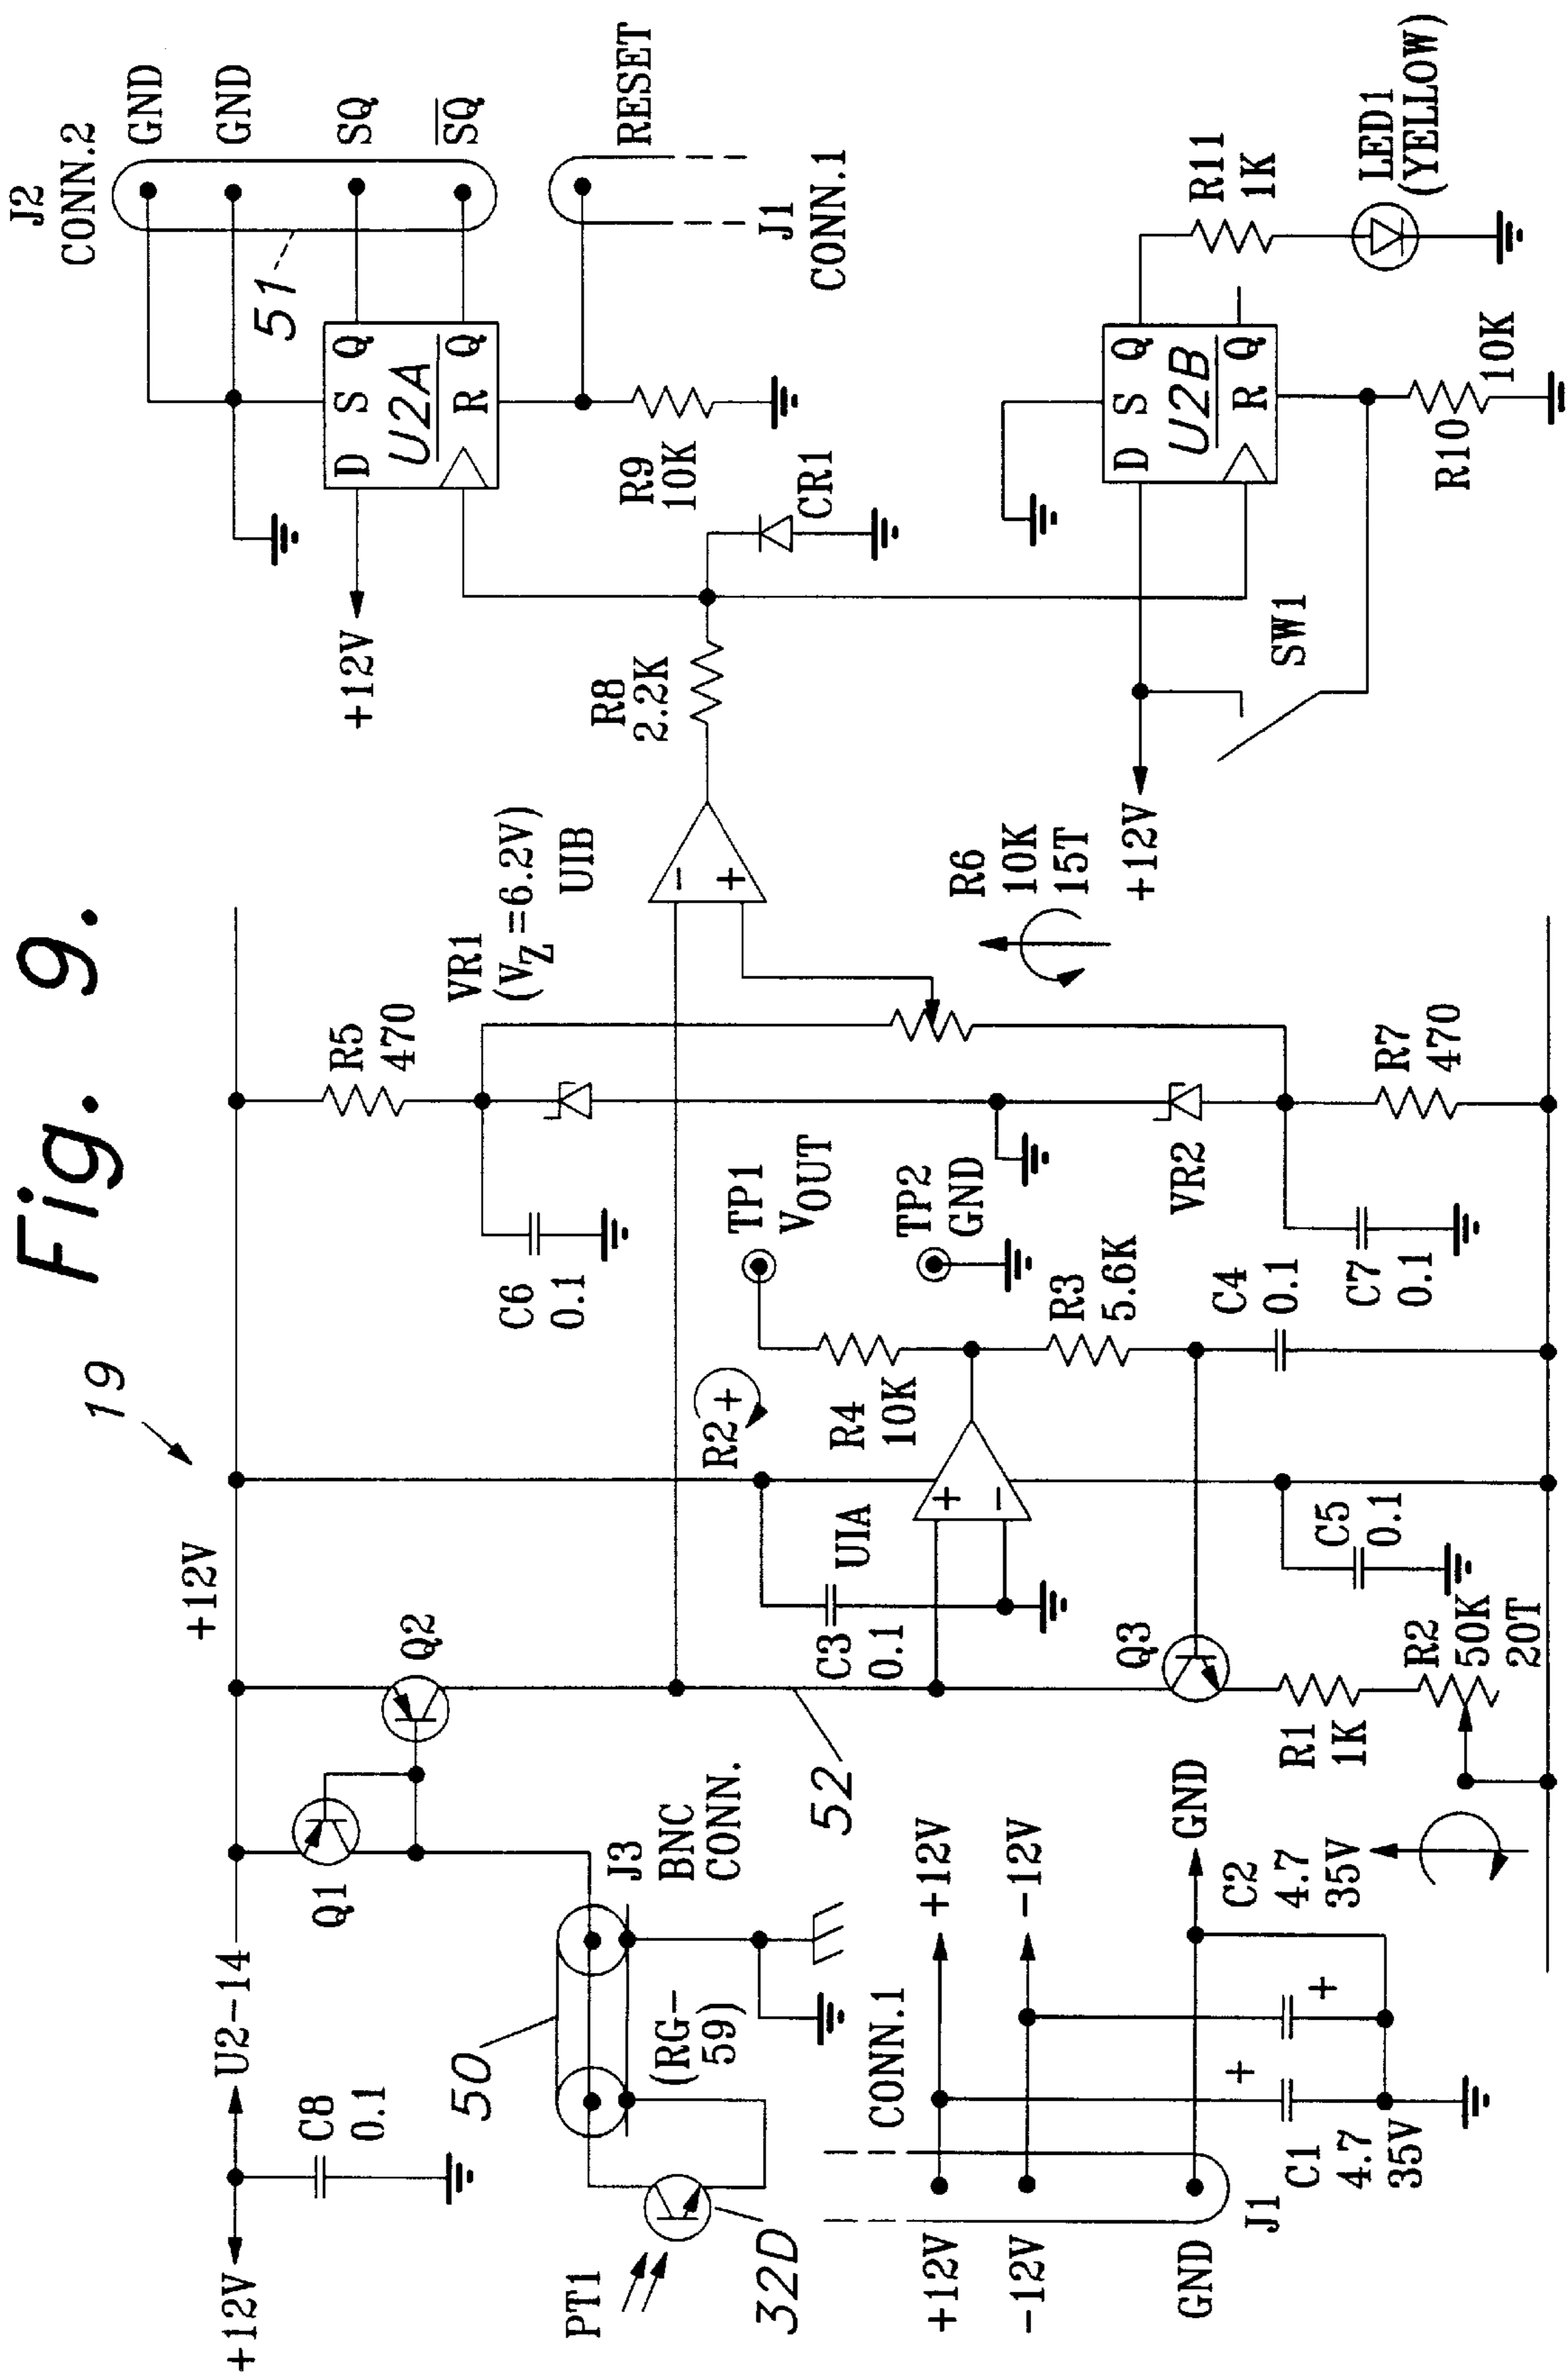 Fig. 9.
19
+12V
U2-14
+12V
C8
0.1
Q1
Q2
50
J3
BNC
CONN.
(RG-
59)
PT1
32D
52
CONN.1
+12V
-12V
GND
+12V
-12V
GND
J1
C1
4.7
35V
+
C2
4.7
35V
+
R1
1K
R2
50K
20T
Q3
C3
0.1
UIA
+
-
R2
+
C5
0.1
R4
10K
TP1
VOUT
TP2
GND
R3
5.6K
C4
0.1
C6
0.1
R5
470
VR1
(VZ=6.2V)
UIB
-
+
VR2
C7
0.1
R7
470
R6
10K
15T
R8
2.2K
CR1
+12V
D
S
Q
U2A
R
Q
R9
10K
51
J2
CONN.2
GND
GND
SQ
SQ
RESET
J1
CONN.1
+12V
SW1
D
S
Q
U2B
R
Q
R10
10K
R11
1K
LED1
(YELLOW)